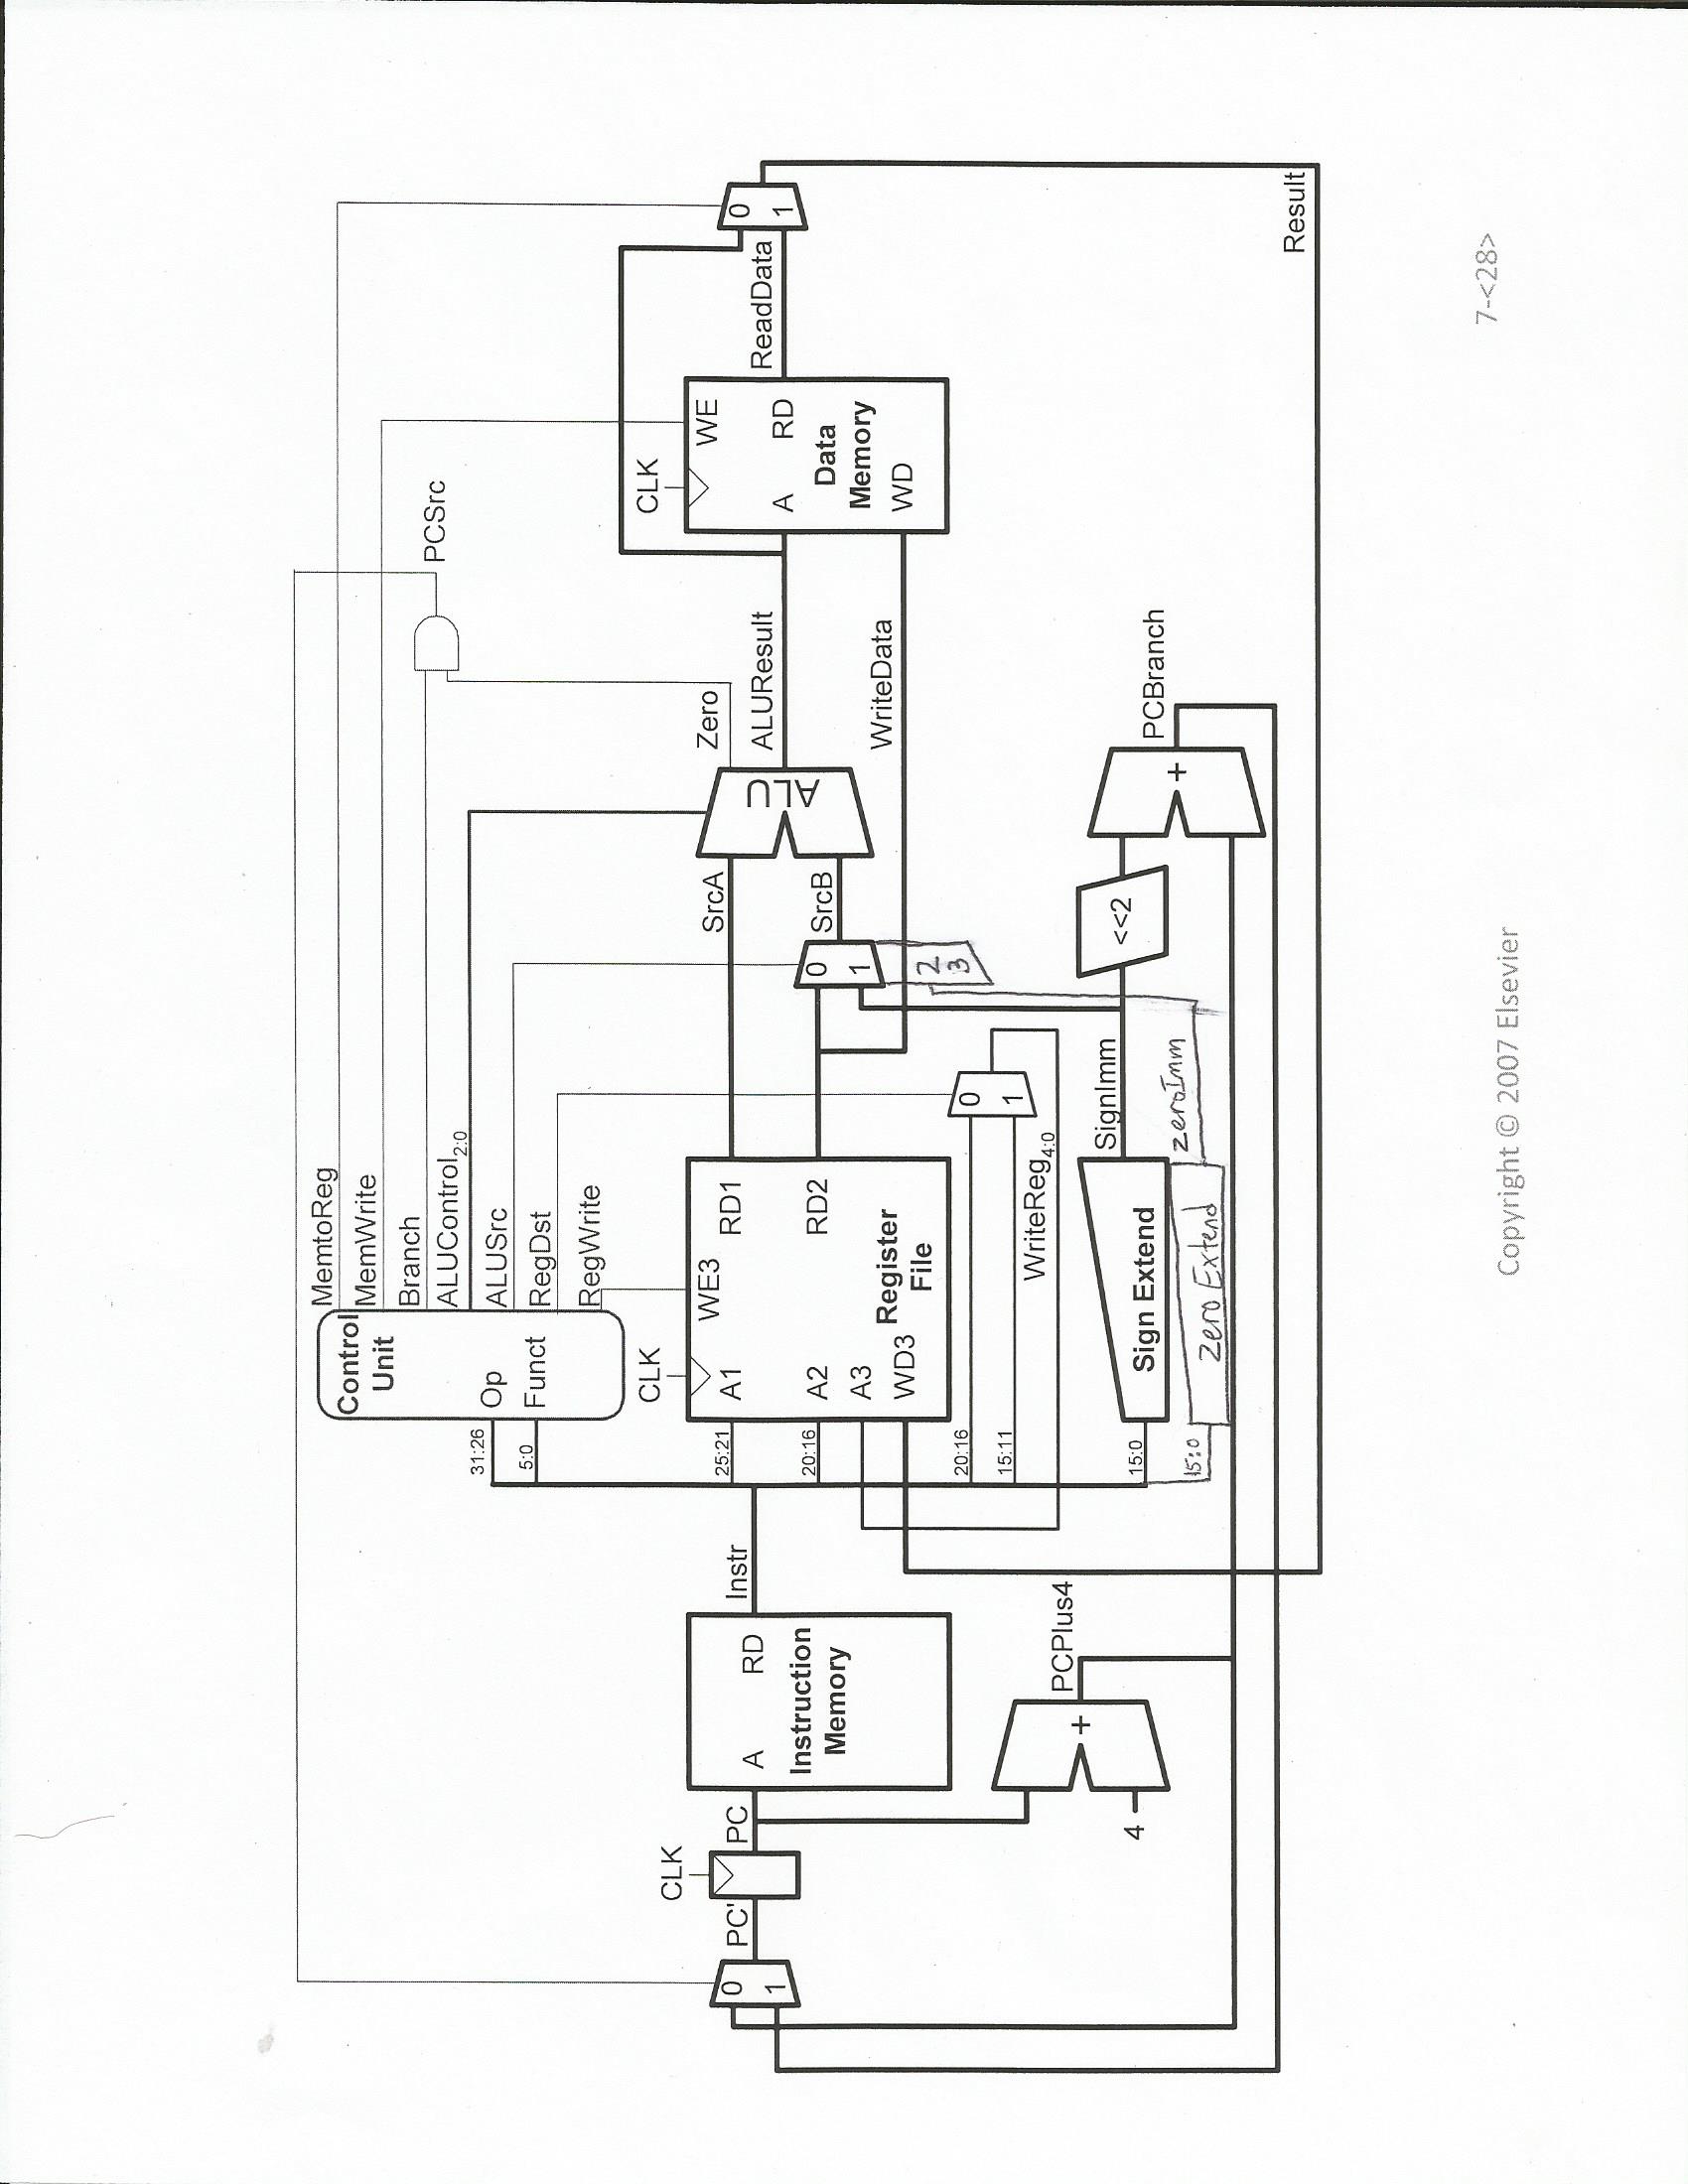 MemtoReg
MemWrite
Branch
ALUControl2:0
ALUSrc
RegDst
RegWrite
Control
Unit
Op
Funct
31:26
5:0
PCSrc
CLK
PC'
0
1
CLK
PC
A
RD
Instruction
Memory
Instr
4
+
PCPlus4
CLK
25:21
20:16
20:16
15:11
15:0
15:0
A1
A2
A3
WD3
WE3
RD1
RD2
Register
File
0
1
WriteReg4:0
Sign Extend
SignImm
Zero Extend
zeroImm
0
1
2
3
SrcA
SrcB
ALU
Zero
ALUResult
WriteData
<<2
+
PCBranch
CLK
WE
A
RD
Data
Memory
WD
ReadData
0
1
Result
Copyright © 2007 Elsevier
7-<28>